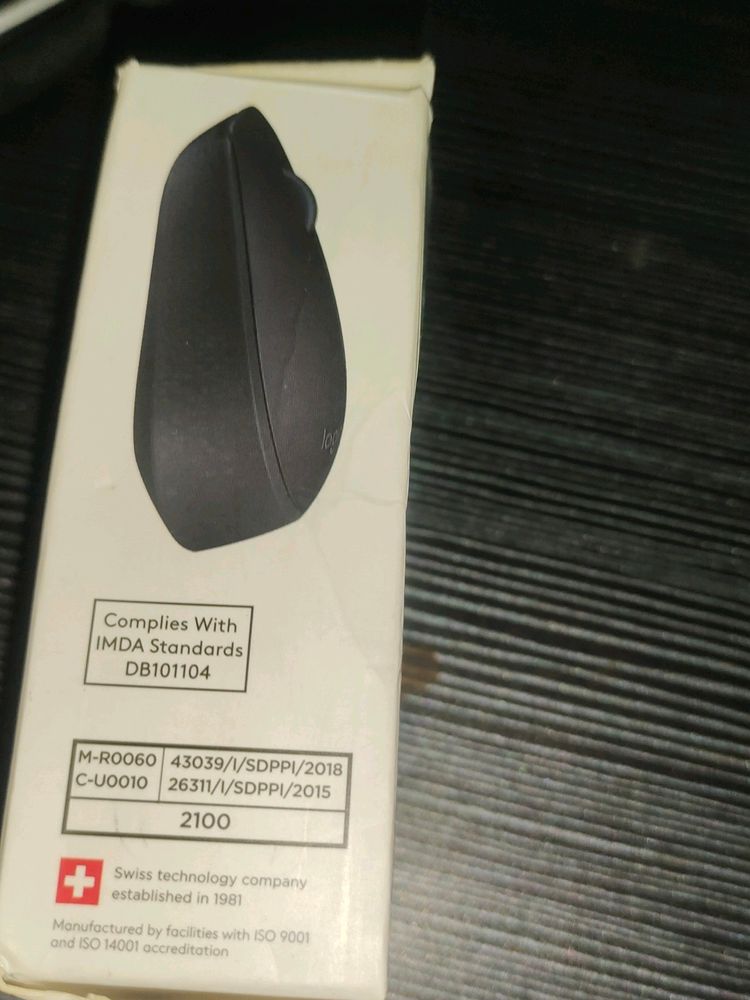 log
Complies With
IMDA Standards
DB101104
M-R0060 43039/I/SDPPI/2018
C-U0010 26311/I/SDPPI/2015
2100
Swiss technology company
established in 1981
Manufactured by facilities with ISO 9001
and ISO 14001 accreditation